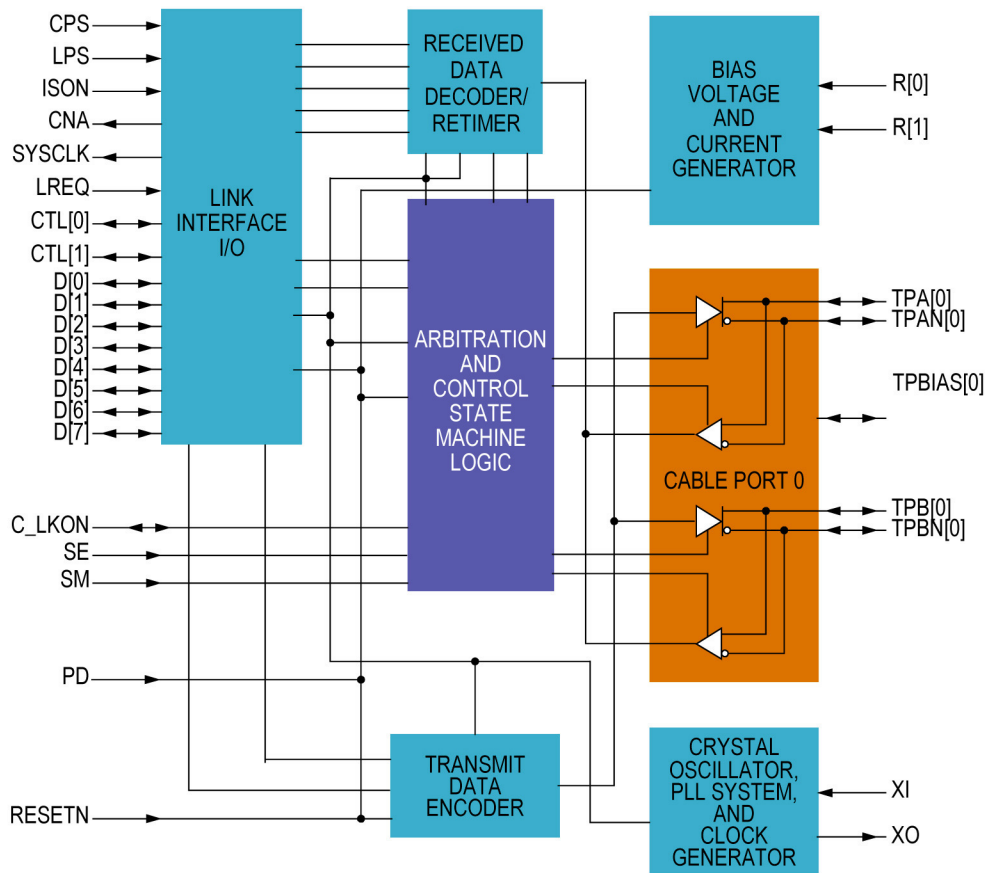 CPS
LPS
ISON
CNA
SYSCLK
LREQ
CTL[0]
CTL[1]
D[0]
D[1]
D[2]
D[3]
D[4]
D[5]
D[6]
D[7]
C_LKON
SE
SM
PD
RESETN
LINK
INTERFACE
I/O
RECEIVED
DATA
DECODER/
RETIMER
ARBITRATION
AND
CONTROL
STATE
MACHINE
LOGIC
TRANSMIT
DATA
ENCODER
BIAS
VOLTAGE
AND
CURRENT
GENERATOR
R[0]
R[1]
CABLE PORT 0
TPA[0]
TPAN[0]
TPBIAS[0]
TPB[0]
TPBN[0]
CRYSTAL
OSCILLATOR,
PLL SYSTEM,
AND
CLOCK
GENERATOR
XI
XO